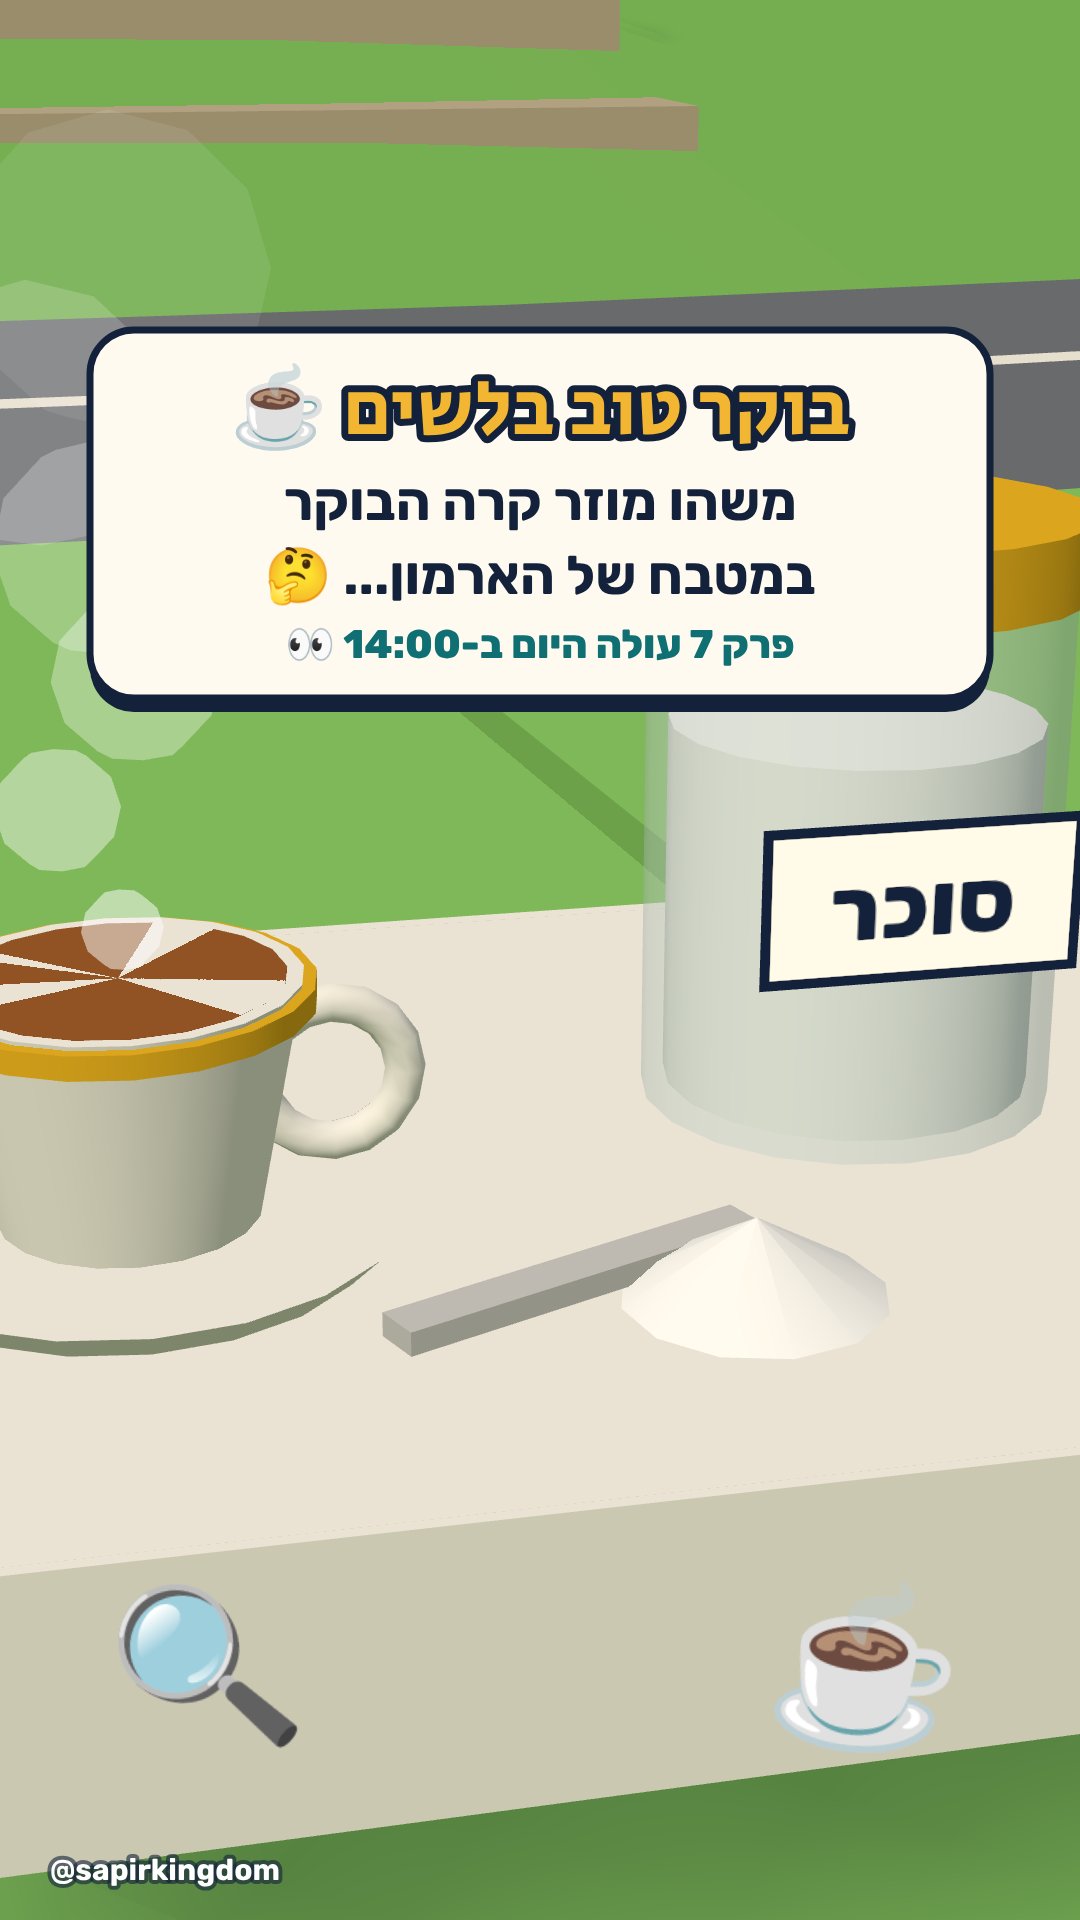 בוקר טוב בלשים ☕
משהו מוזר קרה הבוקר
במטבח של הארמון... 🤔
פרק 7 עולה היום ב-14:00 👀
סוכר
@sapirkingdom